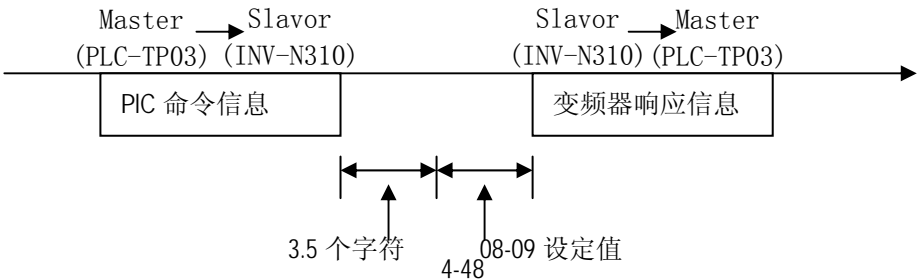 Master Slavor Slavor Master
(PLC-TP03) (INV-N310) (INV-N310) (PLC-TP03)
PIC 命令信息 变频器响应信息
3.5 个字符 08-09 设定值
4-48